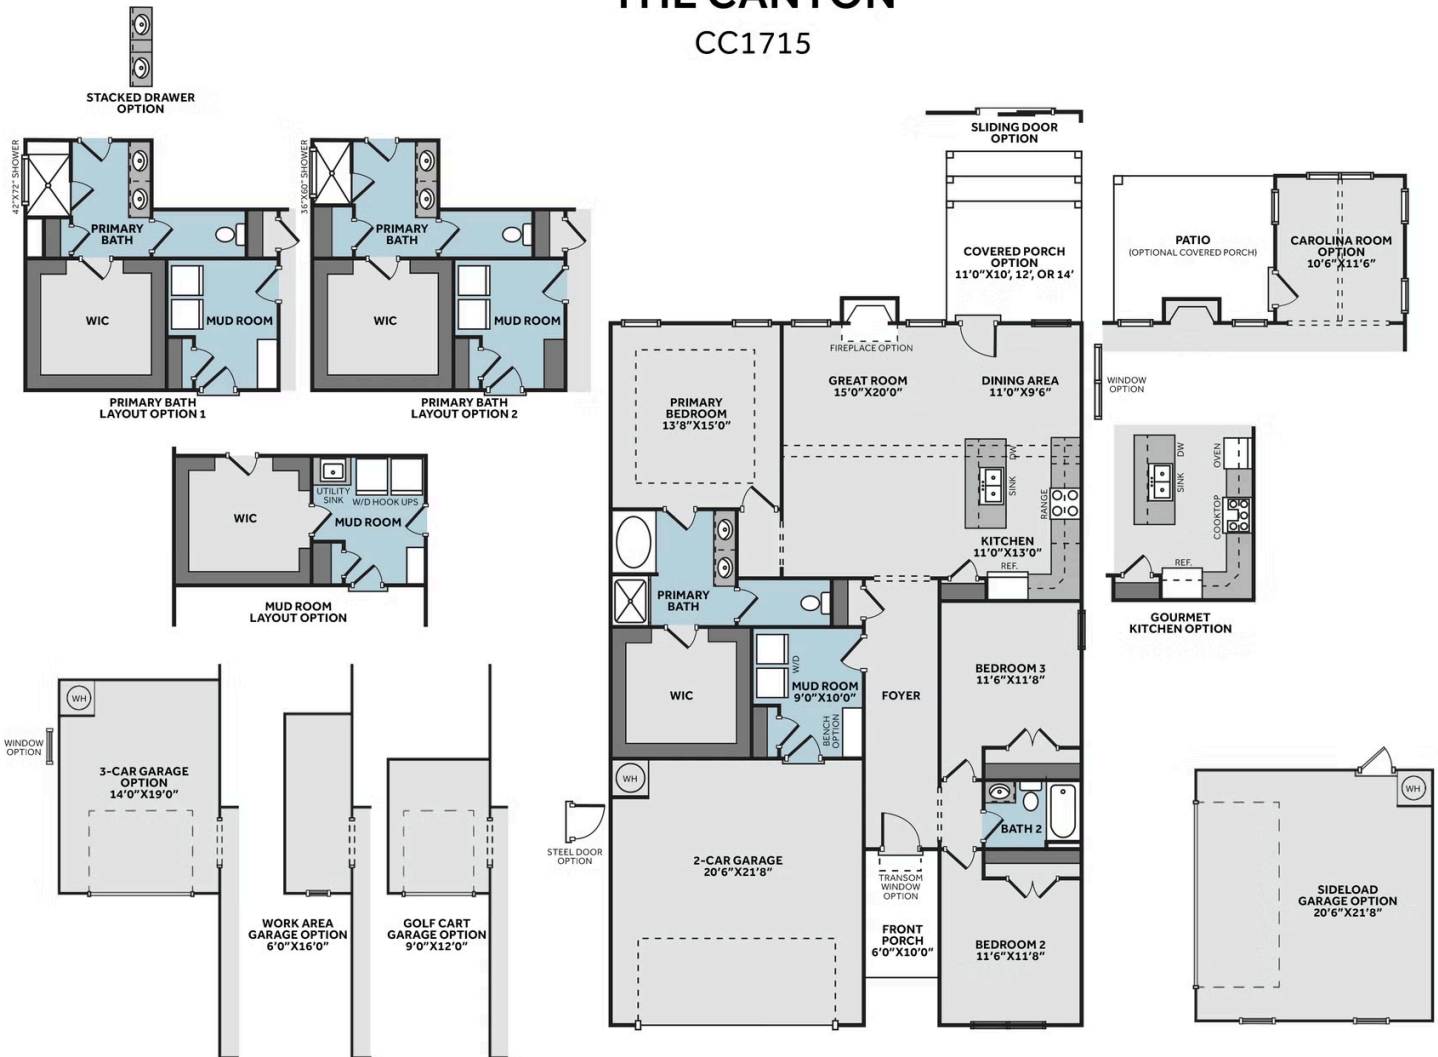 THE CANYON
CC1715
STACKED DRAWER
OPTION
42"X72" SHOWER
PRIMARY
BATH
WIC
MUD ROOM
PRIMARY BATH
LAYOUT OPTION 1
36"X60" SHOWER
PRIMARY
BATH
WIC
MUD ROOM
PRIMARY BATH
LAYOUT OPTION 2
SLIDING DOOR
OPTION
COVERED PORCH
OPTION
11'0"X10', 12', OR 14'
PATIO
(OPTIONAL COVERED PORCH)
CAROLINA ROOM
OPTION
10'6"X11'6"
FIREPLACE OPTION
GREAT ROOM
15'0"X20'0"
DINING AREA
11'0"X9'6"
WINDOW
OPTION
PRIMARY
BEDROOM
13'8"X15'0"
DW
SINK
RANGE
KITCHEN
11'0"X13'0"
REF.
DW
SINK
OVEN
COOKTOP
REF.
GOURMET
KITCHEN OPTION
UTILITY
SINK
W/D HOOK UPS
WIC
MUD ROOM
MUD ROOM
LAYOUT OPTION
PRIMARY
BATH
WIC
W/D
MUD ROOM
9'0"X10'0"
BENCH
OPTION
FOYER
BEDROOM 3
11'6"X11'8"
BATH 2
WH
WINDOW
OPTION
3-CAR GARAGE
OPTION
14'0"X19'0"
WORK AREA
GARAGE OPTION
6'0"X16'0"
GOLF CART
GARAGE OPTION
9'0"X12'0"
STEEL DOOR
OPTION
WH
2-CAR GARAGE
20'6"X21'8"
TRANSOM
WINDOW
OPTION
FRONT
PORCH
6'0"X10'0"
BEDROOM 2
11'6"X11'8"
WH
SIDELOAD
GARAGE OPTION
20'6"X21'8"